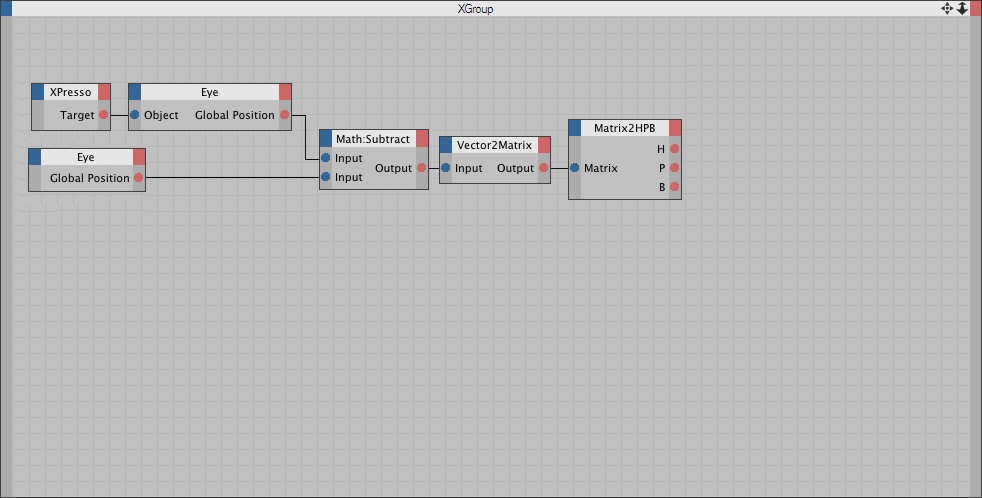 XGroup
XPresso
Target
Eye
Object Global Position
Eye
Global Position
Math:Subtract
Input
Output
Input
Vector2Matrix
Input Output
Matrix2HPB
H
Matrix P
B